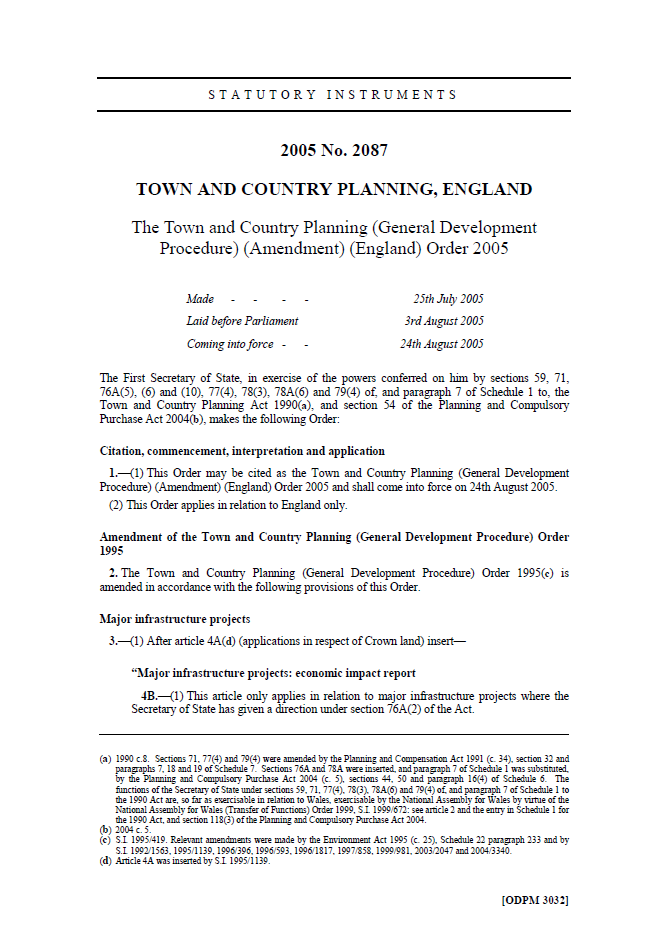 STATUTORY INSTRUMENTS
2005 No. 2087
TOWN AND COUNTRY PLANNING, ENGLAND
The Town and Country Planning (General Development
Procedure) (Amendment) (England) Order 2005
Made - - - - 25th July 2005
Laid before Parliament 3rd August 2005
Coming into force - - 24th August 2005
The First Secretary of State, in exercise of the powers conferred on him by sections 59, 71,
76A(5), (6) and (10), 77(4), 78(3), 78A(6) and 79(4) of, and paragraph 7 of Schedule 1 to, the
Town and Country Planning Act 1990(a), and section 54 of the Planning and Compulsory
Purchase Act 2004(b), makes the following Order:
Citation, commencement, interpretation and application
1.—(1) This Order may be cited as the Town and Country Planning (General Development
Procedure) (Amendment) (England) Order 2005 and shall come into force on 24th August 2005.
(2) This Order applies in relation to England only.
Amendment of the Town and Country Planning (General Development Procedure) Order
1995
2. The Town and Country Planning (General Development Procedure) Order 1995(c) is
amended in accordance with the following provisions of this Order.
Major infrastructure projects
3.—(1) After article 4A(d) (applications in respect of Crown land) insert—
“Major infrastructure projects: economic impact report
4B.—(1) This article only applies in relation to major infrastructure projects where the
Secretary of State has given a direction under section 76A(2) of the Act.
(a) 1990 c.8. Sections 71, 77(4) and 79(4) were amended by the Planning and Compensation Act 1991 (c. 34), section 32 and
paragraphs 7, 18 and 19 of Schedule 7. Sections 76A and 78A were inserted, and paragraph 7 of Schedule 1 was substituted,
by the Planning and Compulsory Purchase Act 2004 (c. 5), sections 44, 50 and paragraph 16(4) of Schedule 6. The
functions of the Secretary of State under sections 59, 71, 77(4), 78(3), 78A(6) and 79(4) of, and paragraph 7 of Schedule 1 to
the 1990 Act are, so far as exercisable in relation to Wales, exercisable by the National Assembly for Wales by virtue of the
National Assembly for Wales (Transfer of Functions) Order 1999, S.I. 1999/672: see article 2 and the entry in Schedule 1 for
the 1990 Act, and section 118(3) of the Planning and Compulsory Purchase Act 2004.
(b) 2004 c. 5.
(c) S.I. 1995/419. Relevant amendments were made by the Environment Act 1995 (c. 25), Schedule 22 paragraph 233 and by
S.I. 1992/1563, 1995/1139, 1996/396, 1996/593, 1996/1817, 1997/858, 1999/981, 2003/2047 and 2004/3340.
(d) Article 4A was inserted by S.I. 1995/1139.
[ODPM 3032]